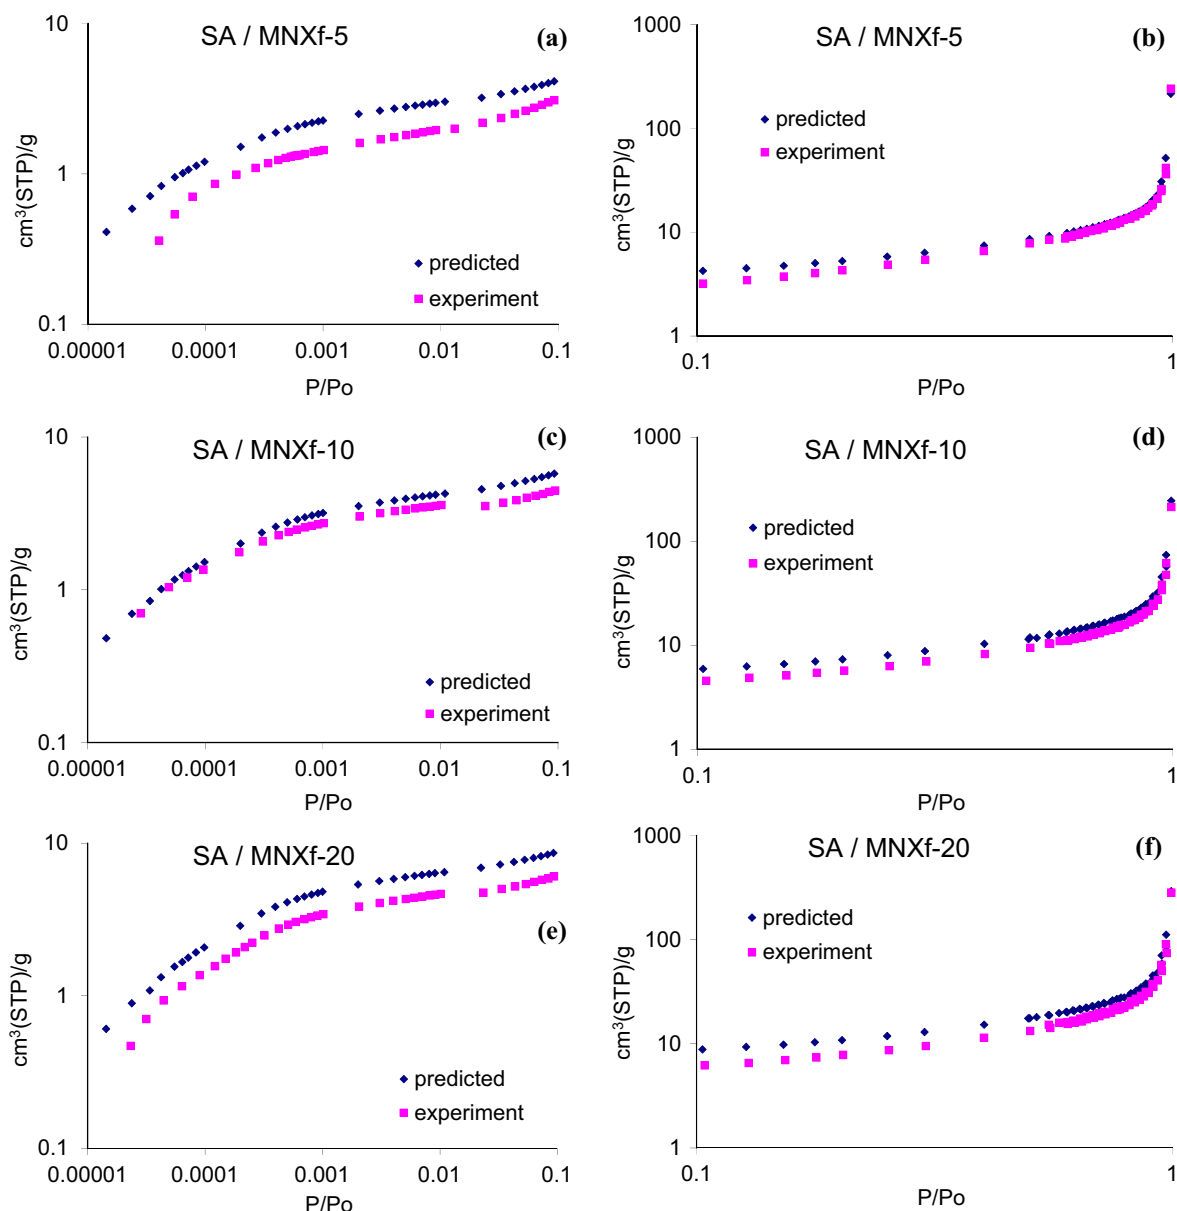 SA / MNXf-5
(a)
10
1
0.1
cm³(STP)/g
predicted
experiment
0.00001 0.0001 0.001 0.01 0.1
P/Po
SA / MNXf-5
(b)
1000
100
10
1
cm³(STP)/g
predicted
experiment
0.1 1
P/Po
SA / MNXf-10
(c)
10
1
0.1
cm³(STP)/g
predicted
experiment
0.00001 0.0001 0.001 0.01 0.1
P/Po
SA / MNXf-10
(d)
1000
100
10
1
cm³(STP)/g
predicted
experiment
0.1 1
P/Po
SA / MNXf-20
(e)
10
1
0.1
cm³(STP)/g
predicted
experiment
0.00001 0.0001 0.001 0.01 0.1
P/Po
SA / MNXf-20
(f)
1000
100
10
1
cm³(STP)/g
predicted
experiment
0.1 1
P/Po